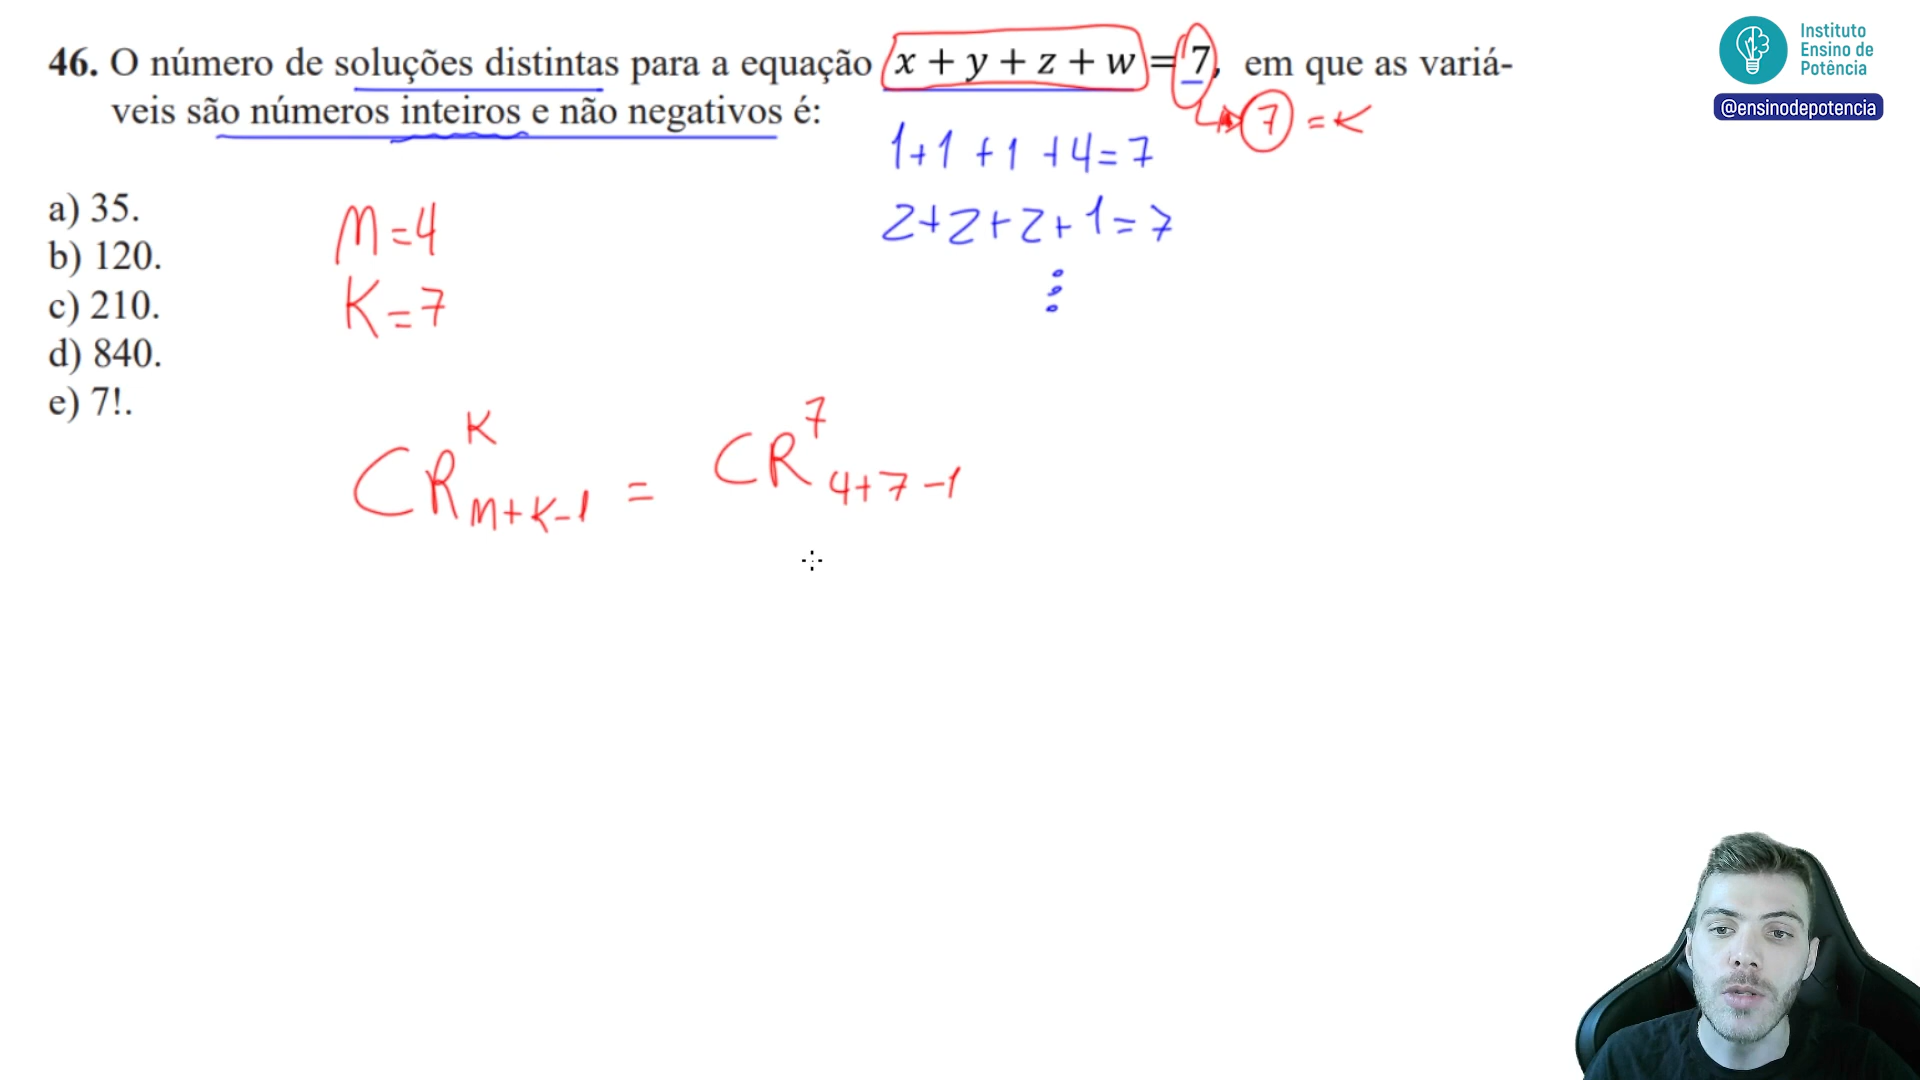 46. O número de soluções distintas para a equação x + y + z + w = 7, em que as variá-
veis são números inteiros e não negativos é:
7 = K
1+1+1+4=7
2+2+2+1=7
a) 35.
b) 120.
c) 210.
d) 840.
e) 7!.
M=4
K=7
CR^K_{M+K-1} = CR^7_{4+7-1}
Instituto
Ensino de
Potência
@ensinodepotencia